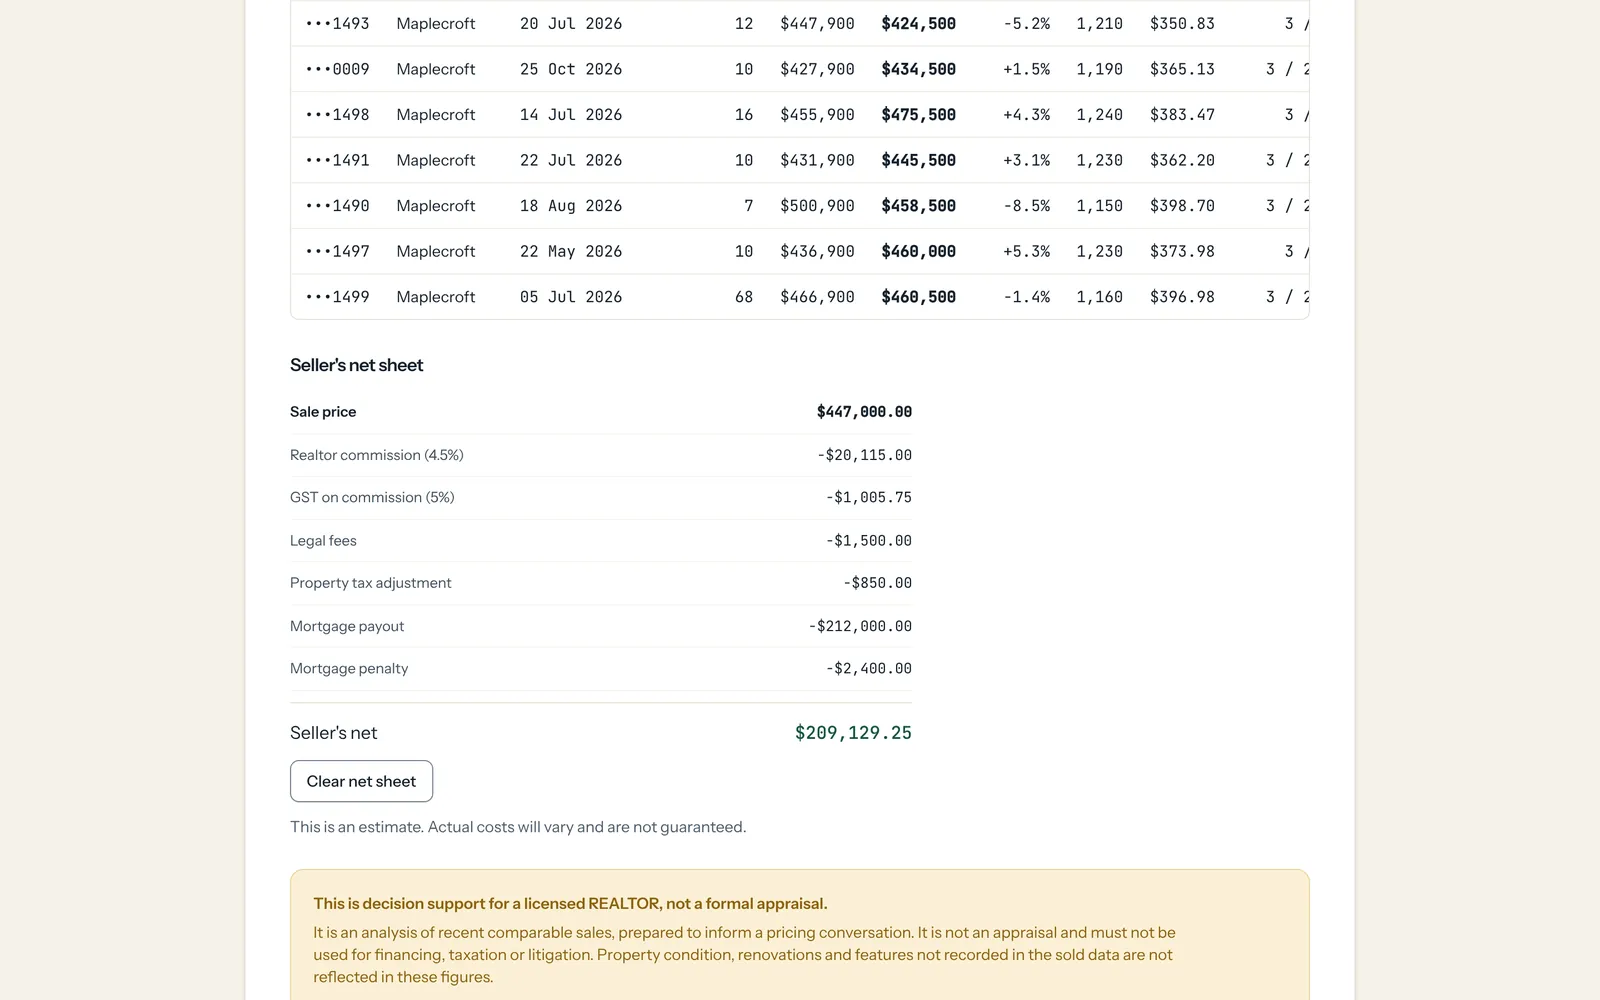 •••1493 Maplecroft 20 Jul 2026 12 $447,900 $424,500 -5.2% 1,210 $350.83 3 /
•••0009 Maplecroft 25 Oct 2026 10 $427,900 $434,500 +1.5% 1,190 $365.13 3 / 2
•••1498 Maplecroft 14 Jul 2026 16 $455,900 $475,500 +4.3% 1,240 $383.47 3 /
•••1491 Maplecroft 22 Jul 2026 10 $431,900 $445,500 +3.1% 1,230 $362.20 3 / 2
•••1490 Maplecroft 18 Aug 2026 7 $500,900 $458,500 -8.5% 1,150 $398.70 3 / 2
•••1497 Maplecroft 22 May 2026 10 $436,900 $460,000 +5.3% 1,230 $373.98 3 /
•••1499 Maplecroft 05 Jul 2026 68 $466,900 $460,500 -1.4% 1,160 $396.98 3 / 2
Seller's net sheet
Sale price $447,000.00
Realtor commission (4.5%) -$20,115.00
GST on commission (5%) -$1,005.75
Legal fees -$1,500.00
Property tax adjustment -$850.00
Mortgage payout -$212,000.00
Mortgage penalty -$2,400.00
Seller's net $209,129.25
Clear net sheet
This is an estimate. Actual costs will vary and are not guaranteed.
This is decision support for a licensed REALTOR, not a formal appraisal.
It is an analysis of recent comparable sales, prepared to inform a pricing conversation. It is not an appraisal and must not be
used for financing, taxation or litigation. Property condition, renovations and features not recorded in the sold data are not
reflected in these figures.